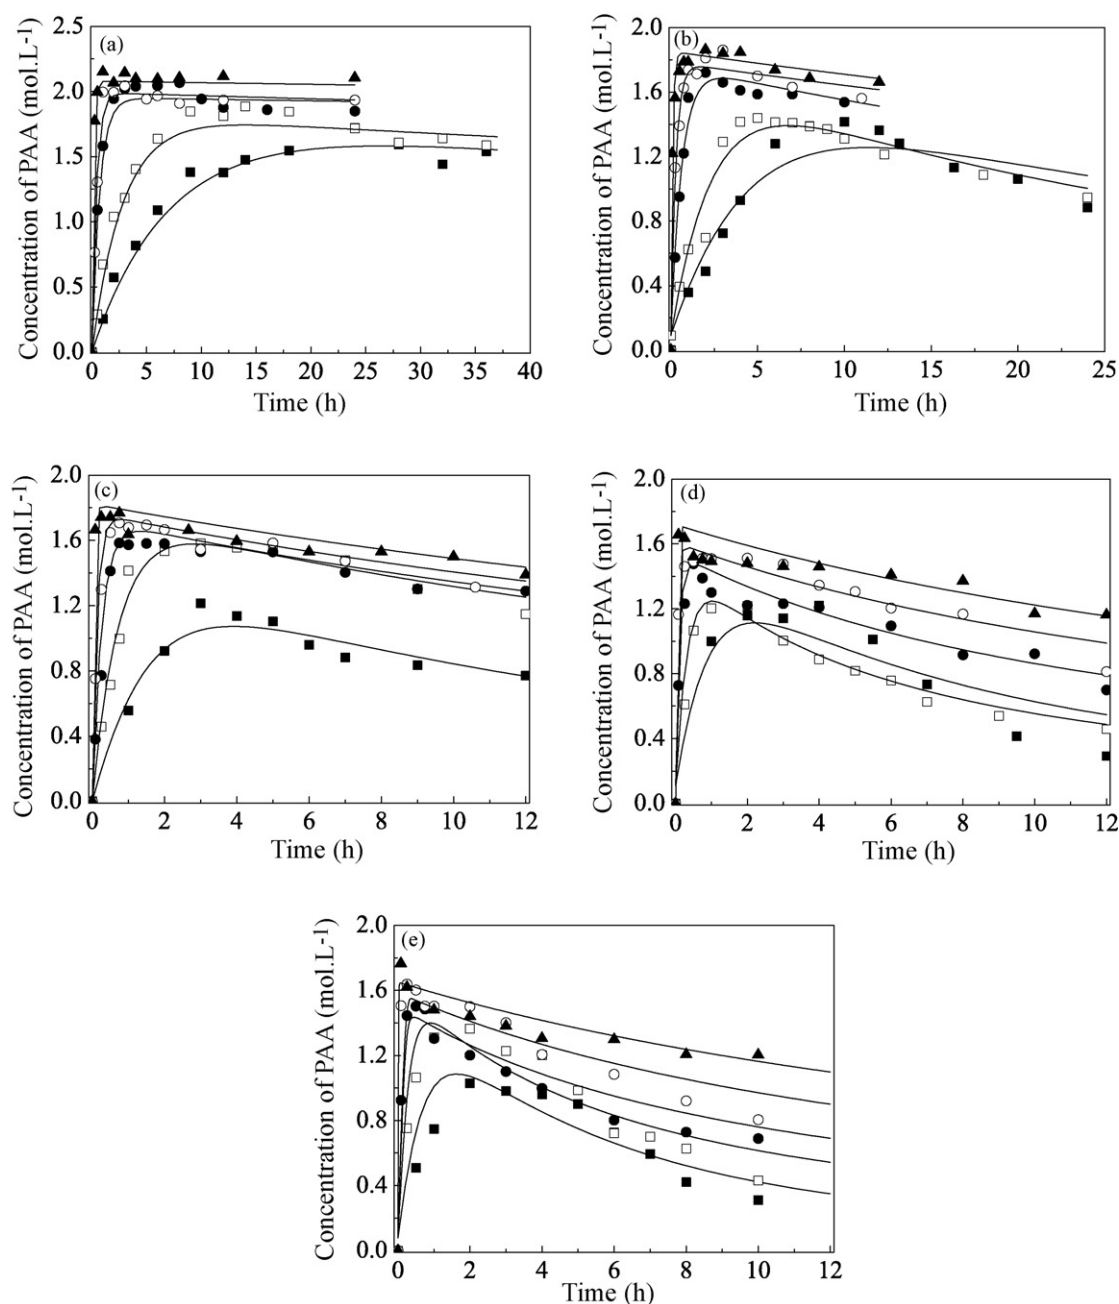 (a)
Concentration of PAA (mol.L-1)
2.5
2.0
1.5
1.0
0.5
0.0
0 5 10 15 20 25 30 35 40
Time (h)
(b)
Concentration of PAA (mol.L-1)
2.0
1.6
1.2
0.8
0.4
0.0
0 5 10 15 20 25
Time (h)
(c)
Concentration of PAA (mol.L-1)
2.0
1.6
1.2
0.8
0.4
0.0
0 2 4 6 8 10 12
Time (h)
(d)
Concentration of PAA (mol.L-1)
2.0
1.6
1.2
0.8
0.4
0.0
0 2 4 6 8 10 12
Time (h)
(e)
Concentration of PAA (mol.L-1)
2.0
1.6
1.2
0.8
0.4
0.0
0 2 4 6 8 10 12
Time (h)